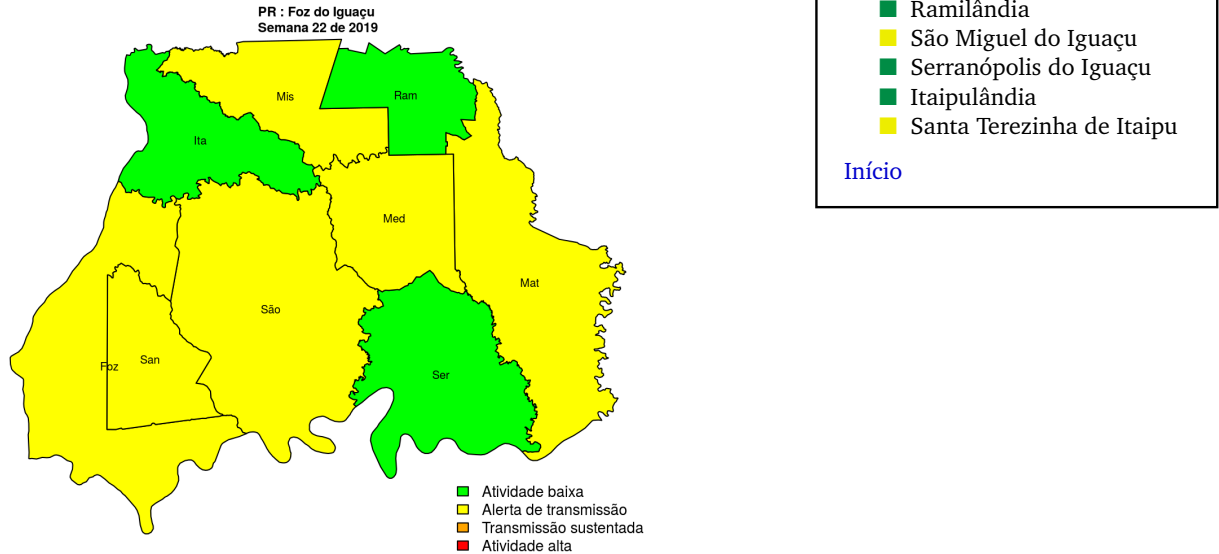 PR : Foz do Iguaçu
Semana 22 de 2019
Mis
Ram
Ita
Med
Mat
São
San
Foz
Ser
Atividade baixa
Alerta de transmissão
Transmissão sustentada
Atividade alta
Ramilândia
São Miguel do Iguaçu
Serranópolis do Iguaçu
Itaipulândia
Santa Terezinha de Itaipu
Início